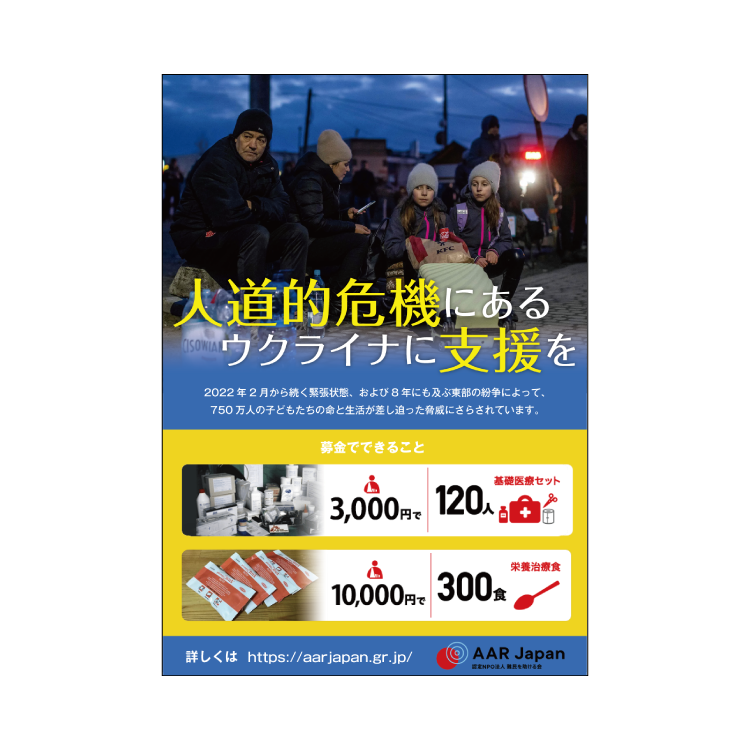 KFC
人道的危機にある
ウクライナに支援を
2022年2月から続く緊張状態、および8年にも及ぶ東部の紛争によって、
750万人の子どもたちの命と生活が差し迫った脅威にさらされています。
募金でできること
3,000円で
120人
基礎医療セット
10,000円で
300食
栄養治療食
詳しくは https://aarjapan.gr.jp/
AAR Japan
認定NPO法人 難民を助ける会